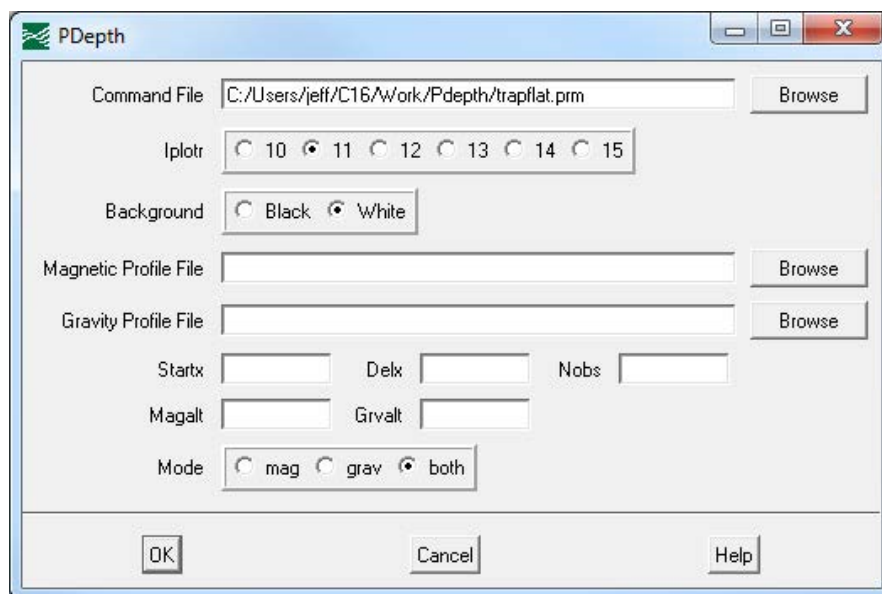 PDepth
Command File C:/Users/jeff/C16/Work/Pdepth/trapflat.prm Browse
Iplotr 10 11 12 13 14 15
Background Black White
Magnetic Profile File Browse
Gravity Profile File Browse
Startx Delx Nobs
Magalt Grvalt
Mode mag grav both
OK Cancel Help